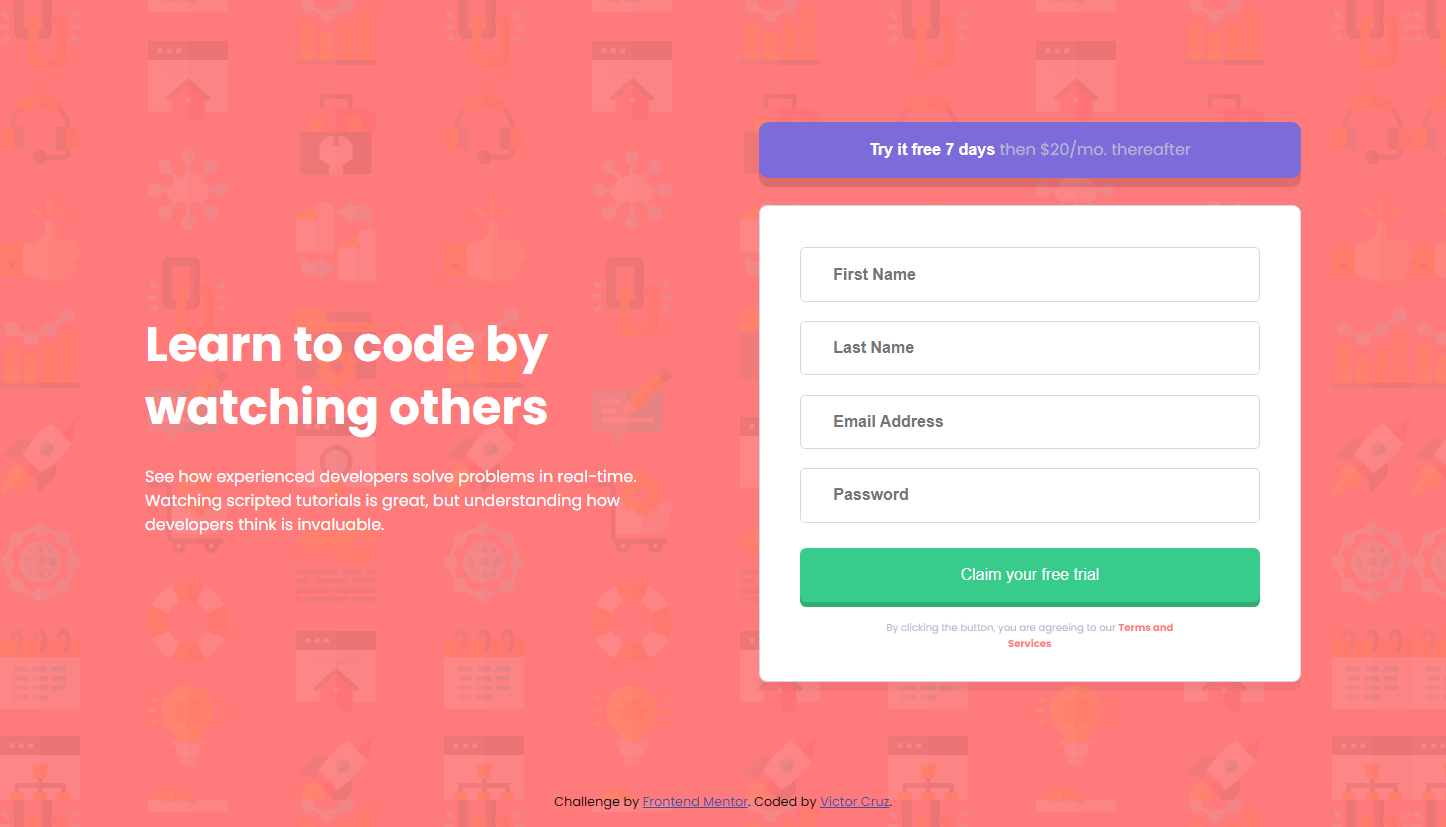 Learn to code by
watching others
See how experienced developers solve problems in real-time.
Watching scripted tutorials is great, but understanding how
developers think is invaluable.
Try it free 7 days then $20/mo. thereafter
First Name
Last Name
Email Address
Password
Claim your free trial
By clicking the button, you are agreeing to our Terms and
Services
Challenge by Frontend Mentor. Coded by Victor Cruz.